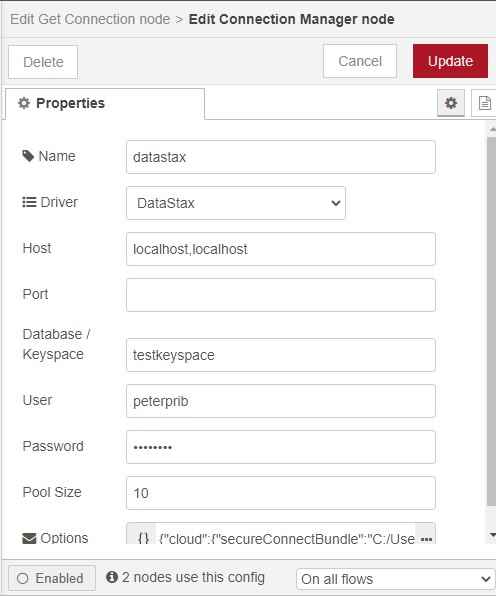 Edit Get Connection node > Edit Connection Manager node
Delete Cancel Update
Properties
Name datastax
Driver DataStax
Host localhost,localhost
Port
Database /
Keyspace testkeyspace
User peterprib
Password ••••••••
Pool Size 10
Options {} {"cloud":{"secureConnectBundle":"C:/Use •••
Enabled 2 nodes use this config On all flows